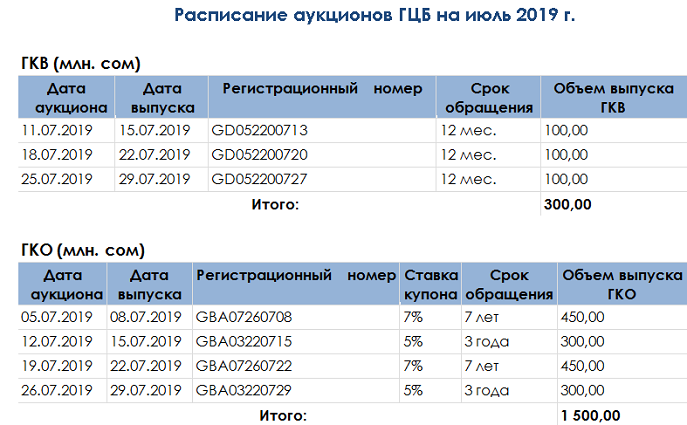 Расписание аукционов ГЦБ на июль 2019 г.
ГКВ (млн. сом)
Дата аукциона Дата выпуска Регистрационный номер Срок обращения Объем выпуска ГКВ
11.07.2019 15.07.2019 GD052200713 12 мес. 100,00
18.07.2019 22.07.2019 GD052200720 12 мес. 100,00
25.07.2019 29.07.2019 GD052200727 12 мес. 100,00
Итого: 300,00
ГКО (млн. сом)
Дата аукциона Дата выпуска Регистрационный номер Ставка купона Срок обращения Объем выпуска ГКО
05.07.2019 08.07.2019 GBA07260708 7% 7 лет 450,00
12.07.2019 15.07.2019 GBA03220715 5% 3 года 300,00
19.07.2019 22.07.2019 GBA07260722 7% 7 лет 450,00
26.07.2019 29.07.2019 GBA03220729 5% 3 года 300,00
Итого: 1 500,00